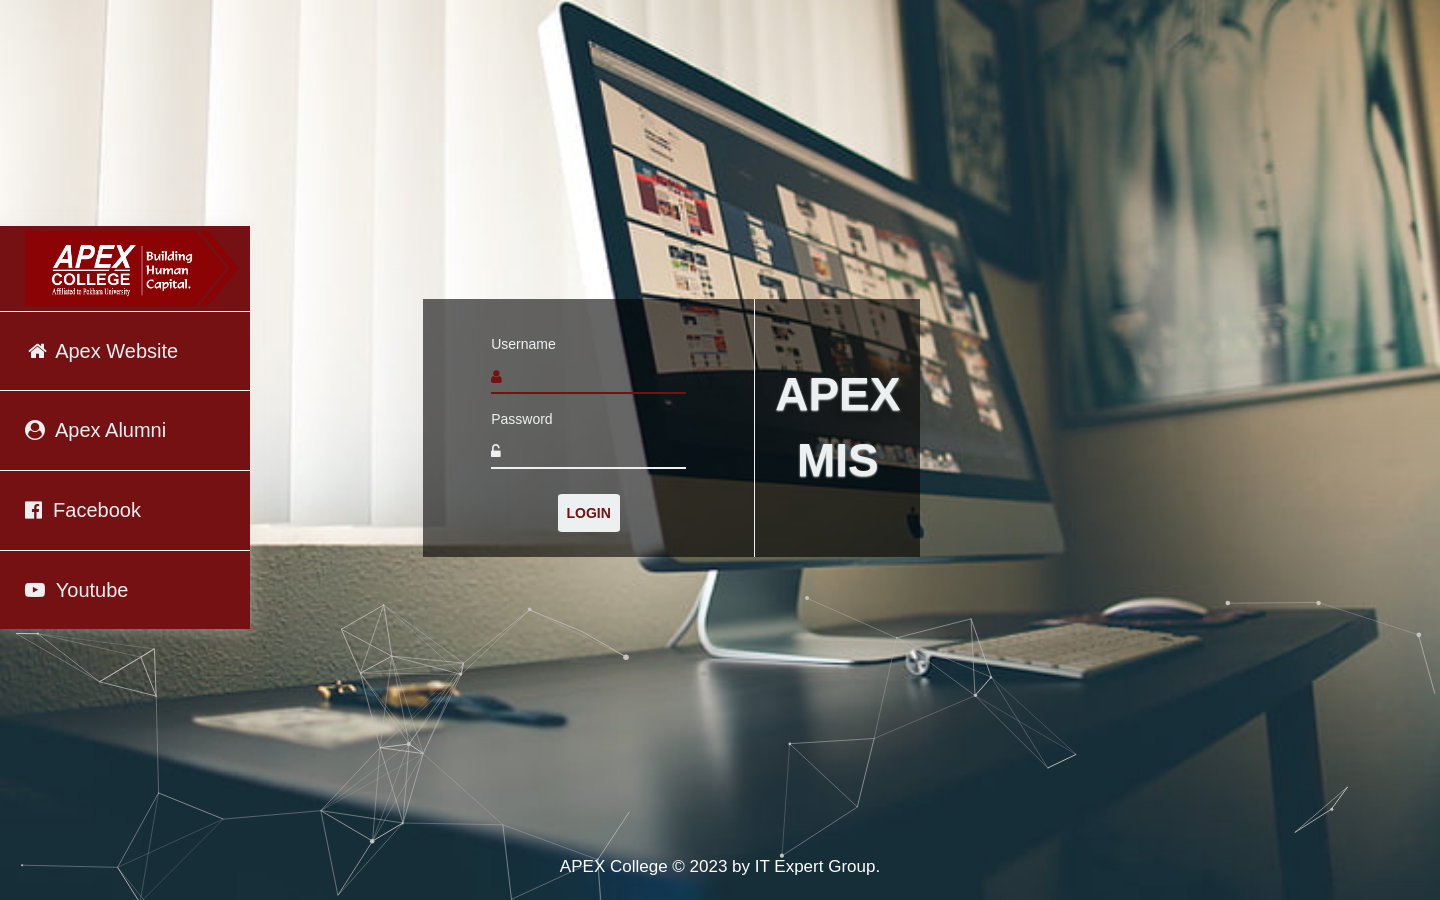 APEX
COLLEGE
Affiliated to Pokhara University
Building
Human
Capital.
Apex Website
Apex Alumni
Facebook
Youtube
Username
Password
LOGIN
APEX
MIS
APEX College © 2023 by IT Expert Group.